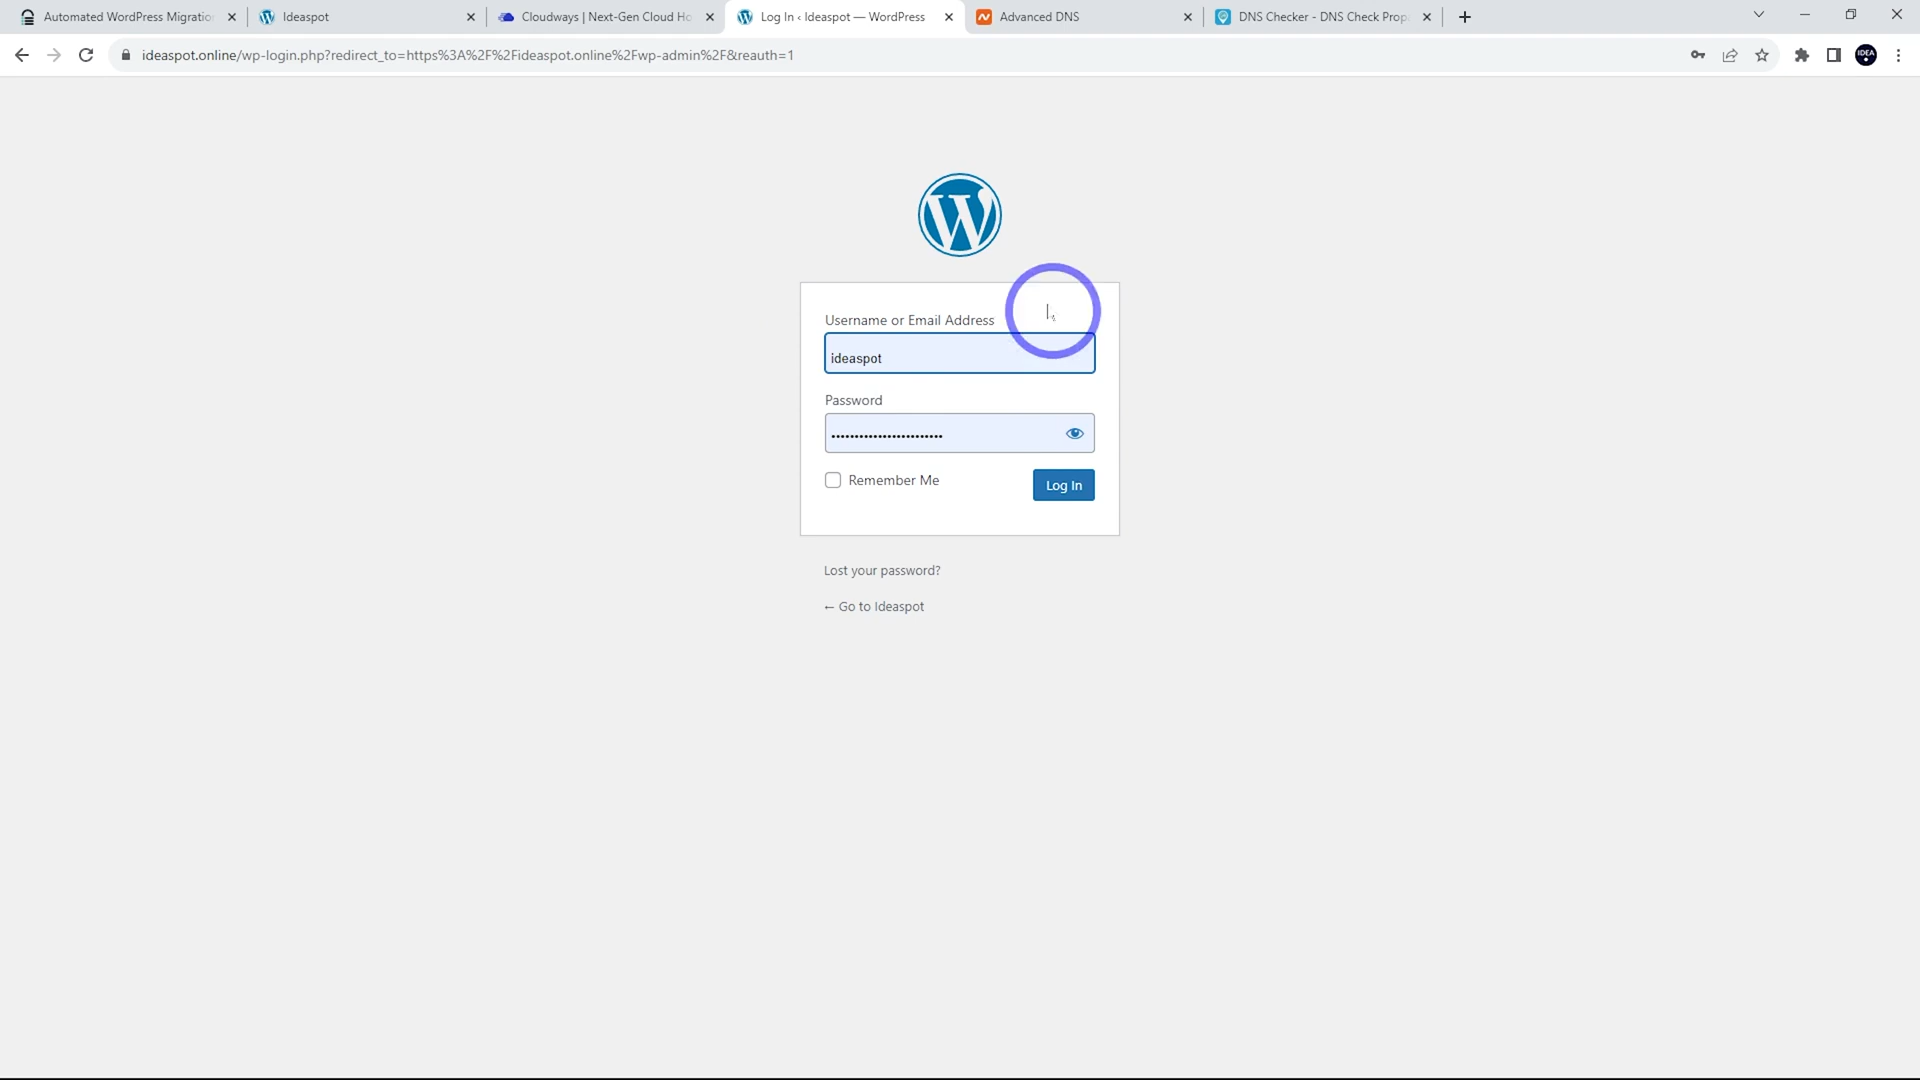 Automated WordPress Migratio
Ideaspot
Cloudways | Next-Gen Cloud Ho
Log In ‹ Ideaspot — WordPress
Advanced DNS
DNS Checker - DNS Check Prop
ideaspot.online/wp-login.php?redirect_to=https%3A%2F%2Fideaspot.online%2Fwp-admin%2F&reauth=1
IDEA
Username or Email Address
ideaspot
Password
Remember Me
Log In
Lost your password?
← Go to Ideaspot